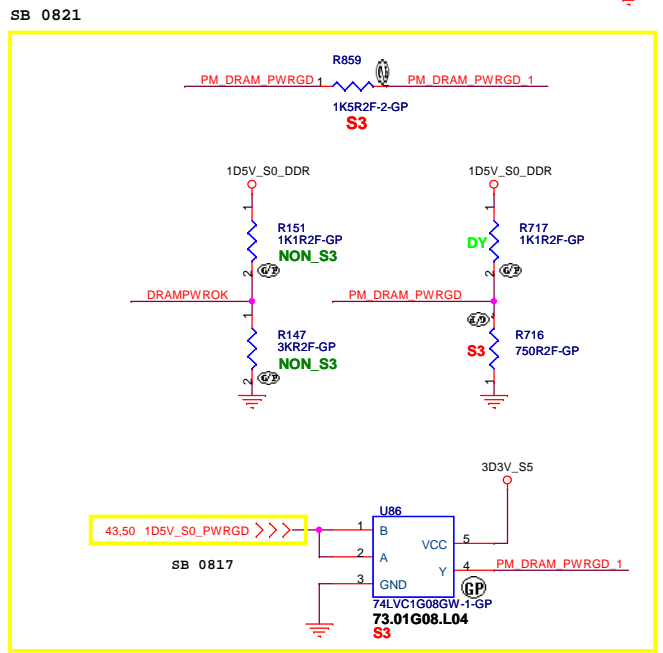 SB 0821
R859
PM_DRAM_PWRGD 1 PM_DRAM_PWRGD_1
1K5R2F-2-GP
S3
1D5V_S0_DDR 1D5V_S0_DDR
1 1
R151 R717
1K1R2F-GP DY 1K1R2F-GP
NON_S3
2 G/P 2 G/P
DRAMPWROK PM_DRAM_PWRGD
1
R147 R716
3KR2F-GP S3 750R2F-GP
NON_S3
2 G/P 1
3D3V_S5
U86
43,50 1D5V_S0_PWRGD 1 B
VCC 5
SB 0817 2 A
Y 4 PM_DRAM_PWRGD_1
3 GND
GP
74LVC1G08GW-1-GP
73.01G08.L04
S3